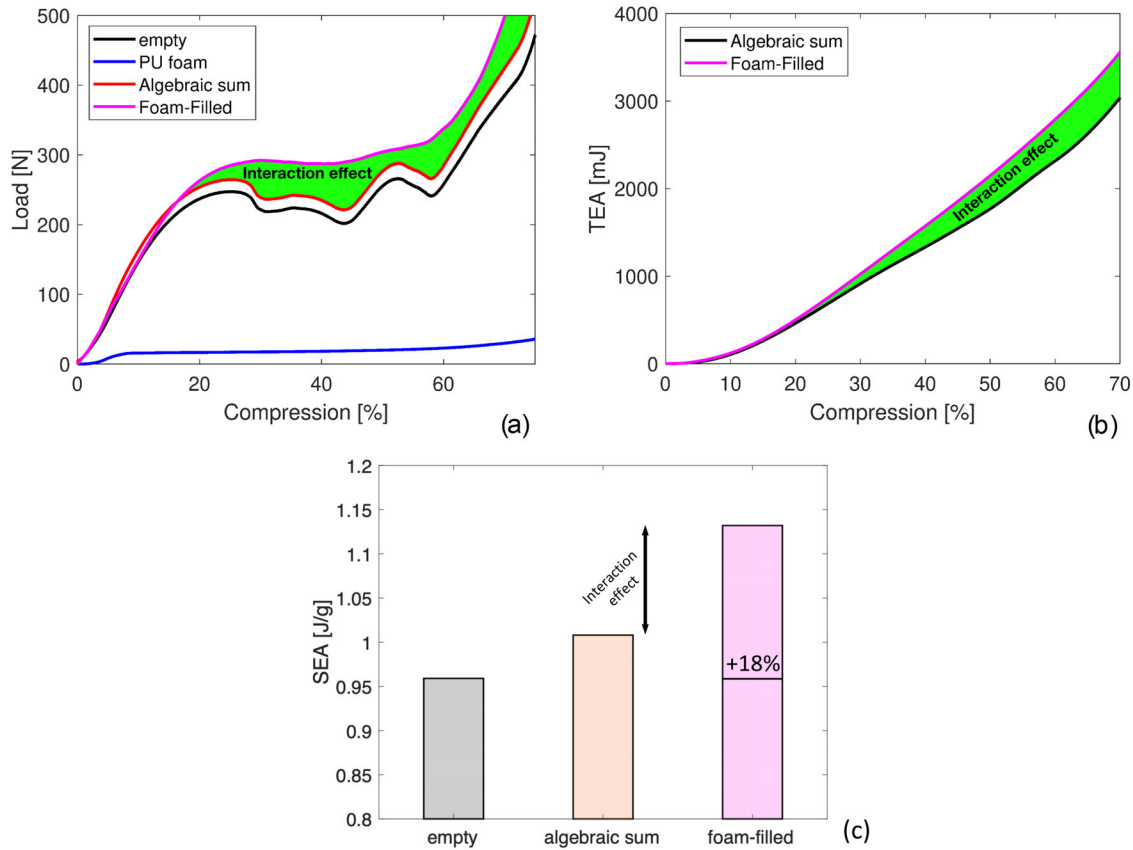 500
400
300
200
100
0
Load [N]
empty
PU foam
Algebraic sum
Foam-Filled
Interaction effect
0
20
40
60
Compression [%]
(a)
4000
3000
2000
1000
0
TEA [mJ]
Algebraic sum
Foam-Filled
Interaction effect
0
10
20
30
40
50
60
70
Compression [%]
(b)
1.2
1.15
1.1
1.05
1
0.95
0.9
0.85
0.8
SEA [J/g]
Interaction
effect
+18%
empty
algebraic sum
foam-filled
(c)